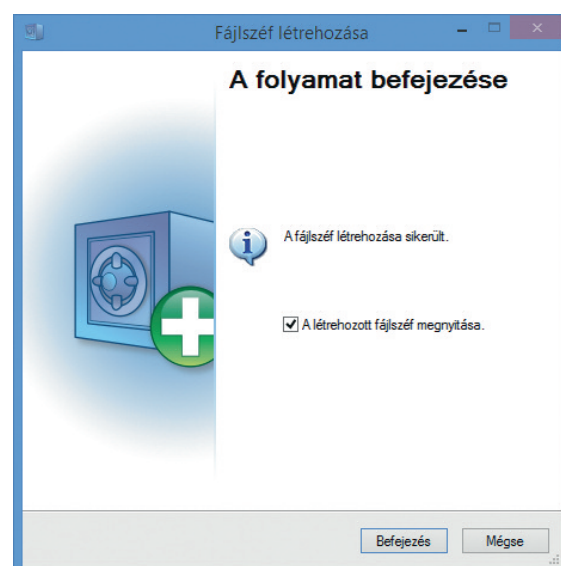 Fájlszéf létrehozása
A folyamat befejezése
A fájlszéf létrehozása sikerült.
A létrehozott fájlszéf megnyitása.
Befejezés
Mégse